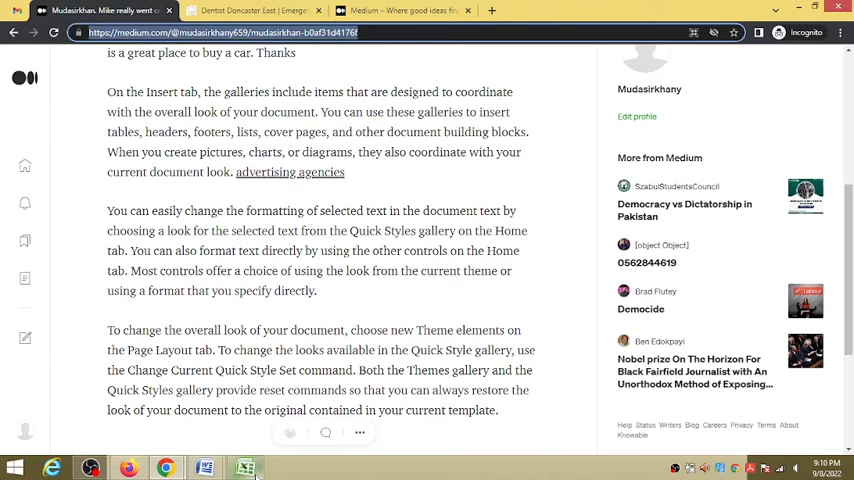 Mudasirkhan. Mike really went o
Dentist Doncaster East | Emerge
Medium – Where good ideas fin
https://medium.com/@mudasirkhany659/mudasirkhan-b0af31d4176f
Incognito
is a great place to buy a car. Thanks
On the Insert tab, the galleries include items that are designed to coordinate
with the overall look of your document. You can use these galleries to insert
tables, headers, footers, lists, cover pages, and other document building blocks.
When you create pictures, charts, or diagrams, they also coordinate with your
current document look. advertising agencies
You can easily change the formatting of selected text in the document text by
choosing a look for the selected text from the Quick Styles gallery on the Home
tab. You can also format text directly by using the other controls on the Home
tab. Most controls offer a choice of using the look from the current theme or
using a format that you specify directly.
To change the overall look of your document, choose new Theme elements on
the Page Layout tab. To change the looks available in the Quick Style gallery, use
the Change Current Quick Style Set command. Both the Themes gallery and the
Quick Styles gallery provide reset commands so that you can always restore the
look of your document to the original contained in your current template.
Mudasirkhany
Edit profile
More from Medium
SzabulStudentsCouncil
Democracy vs Dictatorship in
Pakistan
[object Object]
0562844619
Brad Flutey
Democide
Ben Edokpayi
Nobel prize On The Horizon For
Black Fairfield Journalist with An
Unorthodox Method of Exposing...
Help Status Writers Blog Careers Privacy Terms About
Knowable
9:10 PM
9/8/2022